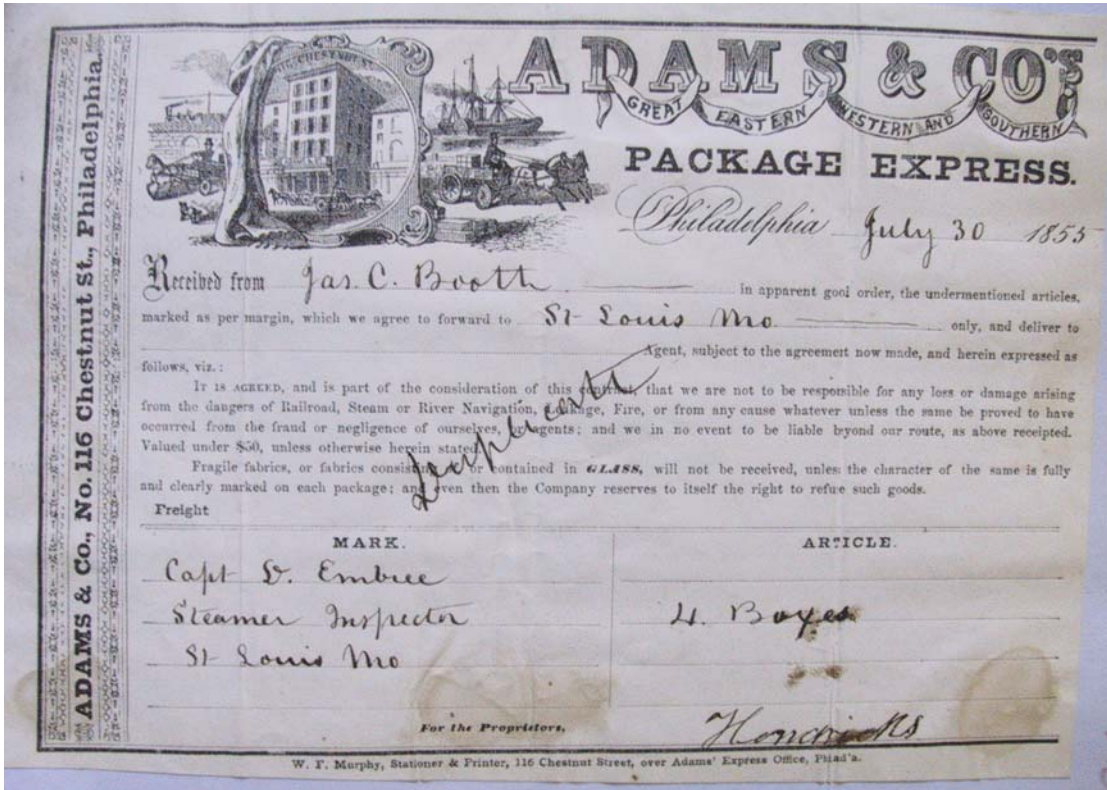 ADAMS & Co., No. 116 Chestnut St., Philadelphia.
116, CHESTNUT ST
ADAMS & CO'S
GREAT EASTERN WESTERN AND SOUTHERN
PACKAGE EXPRESS.
Philadelphia July 30 1855
Received from Jas. C. Booth in apparent good order, the undermentioned articles,
marked as per margin, which we agree to forward to St Louis Mo only, and deliver to
Agent, subject to the agreement now made, and herein expressed as
follows, viz.:
IT IS AGREED, and is part of the consideration of this contract, that we are not to be responsible for any loss or damage arising
from the dangers of Railroad, Steam or River Navigation, Leakage, Fire, or from any cause whatever unless the same be proved to have
occurred from the fraud or negligence of ourselves, or agents; and we in no event to be liable beyond our route, as above receipted.
Valued under $50, unless otherwise herein stated.
Fragile fabrics, or fabrics consisting of or contained in GLASS, will not be received, unless the character of the same is fully
and clearly marked on each package; and even then the Company reserves to itself the right to refuse such goods.
Duplicate
Freight
MARK. ARTICLE.
Capt D. Embree
Steamer Inspector 4. Boxes
St Louis Mo
For the Proprietors, Hendricks
W. F. Murphy, Stationer & Printer, 116 Chestnut Street, over Adams' Express Office, Philad'a.